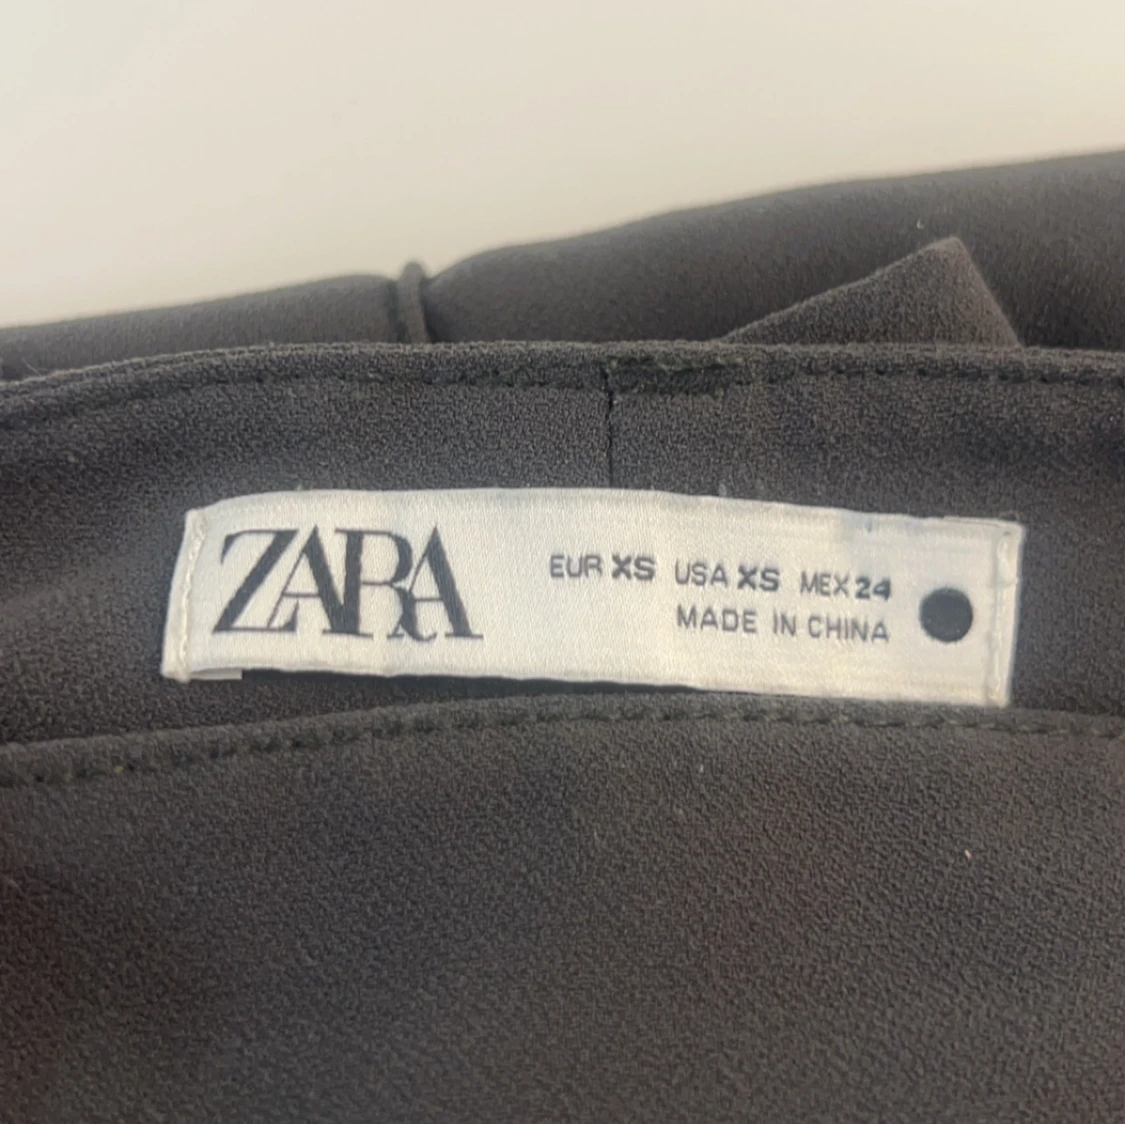 ZARA
EUR XS USA XS MEX 24
MADE IN CHINA